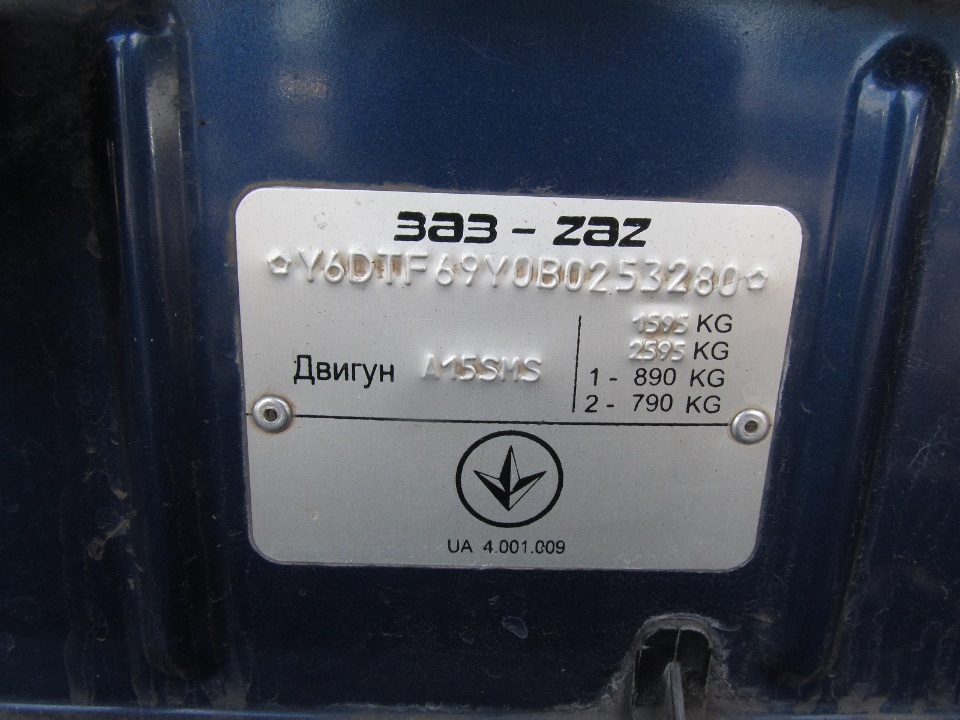 ЗАЗ - ZAZ
Y6DTF69Y0B0253280
1595 KG
2595 KG
Двигун A15SMS
1 - 890 KG
2 - 790 KG
UA 4.001.009